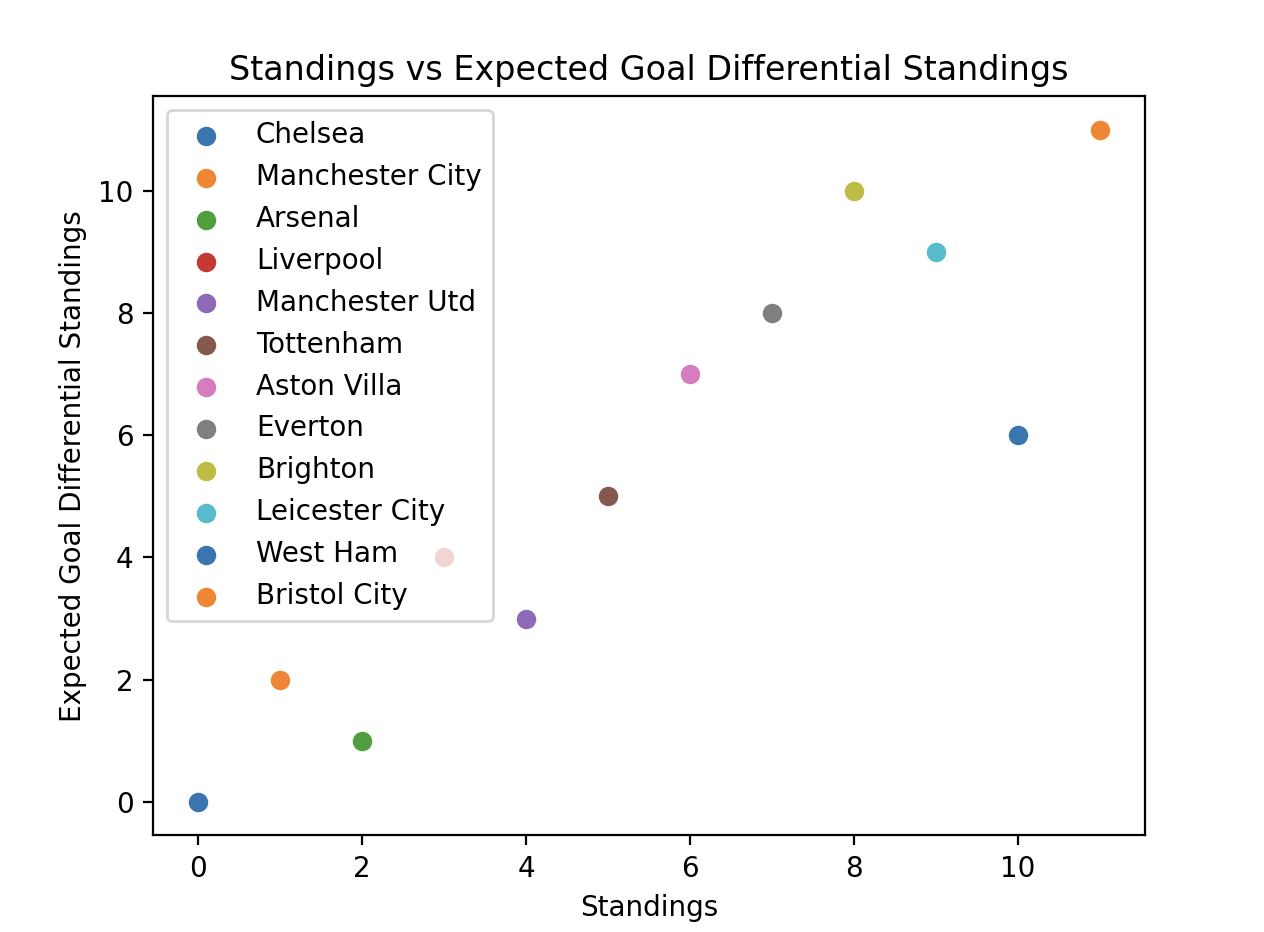 Standings vs Expected Goal Differential Standings
Chelsea
Manchester City
Arsenal
Liverpool
Manchester Utd
Tottenham
Aston Villa
Everton
Brighton
Leicester City
West Ham
Bristol City
Expected Goal Differential Standings
10
8
6
4
2
0
0 2 4 6 8 10
Standings